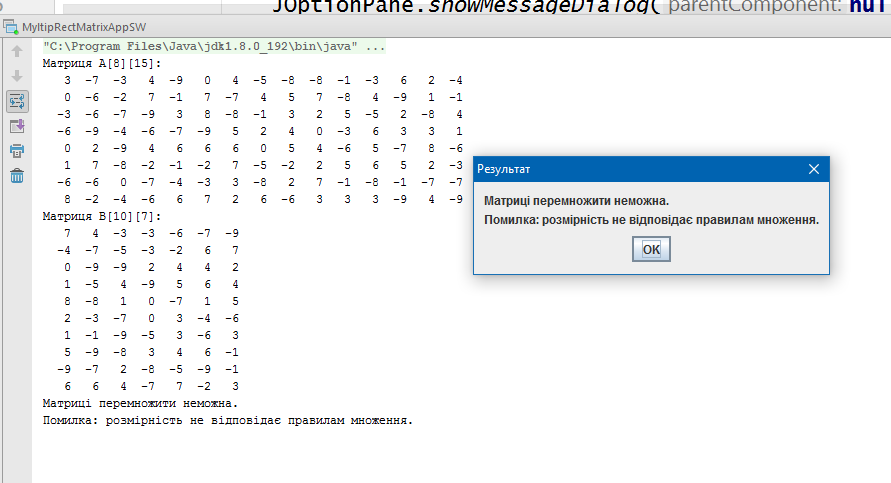 JOptionPane.showMessageDialog( parentComponent: nul
MyltipRectMatrixAppSW
"C:\Program Files\Java\jdk1.8.0_192\bin\java" ...
Матриця A[8][15]:
3 -7 -3 4 -9 0 4 -5 -8 -8 -1 -3 6 2 -4
0 -6 -2 7 -1 7 -7 4 5 7 -8 4 -9 1 -1
-3 -6 -7 -9 3 8 -8 -1 3 2 5 -5 2 -8 4
-6 -9 -4 -6 -7 -9 5 2 4 0 -3 6 3 3 1
0 2 -9 4 6 6 6 0 5 4 -6 5 -7 8 -6
1 7 -8 -2 -1 -2 7 -5 -2 2 5 6 5 2 -3
-6 -6 0 -7 -4 -3 3 -8 2 7 -1 -8 -1 -7 -7
8 -2 -4 -6 6 7 2 6 -6 3 3 3 -9 4 -9
Матриця B[10][7]:
7 4 -3 -3 -6 -7 -9
-4 -7 -5 -3 -2 6 7
0 -9 -9 2 4 4 2
1 -5 4 -9 5 6 4
8 -8 1 0 -7 1 5
2 -3 -7 0 3 -4 -6
1 -1 -9 -5 3 -6 3
5 -9 -8 3 4 6 -1
-9 -7 2 -8 -5 -9 -1
6 6 4 -7 7 -2 3
Матриці перемножити неможна.
Помилка: розмірність не відповідає правилам множення.
Результат
Матриці перемножити неможна.
Помилка: розмірність не відповідає правилам множення.
OK